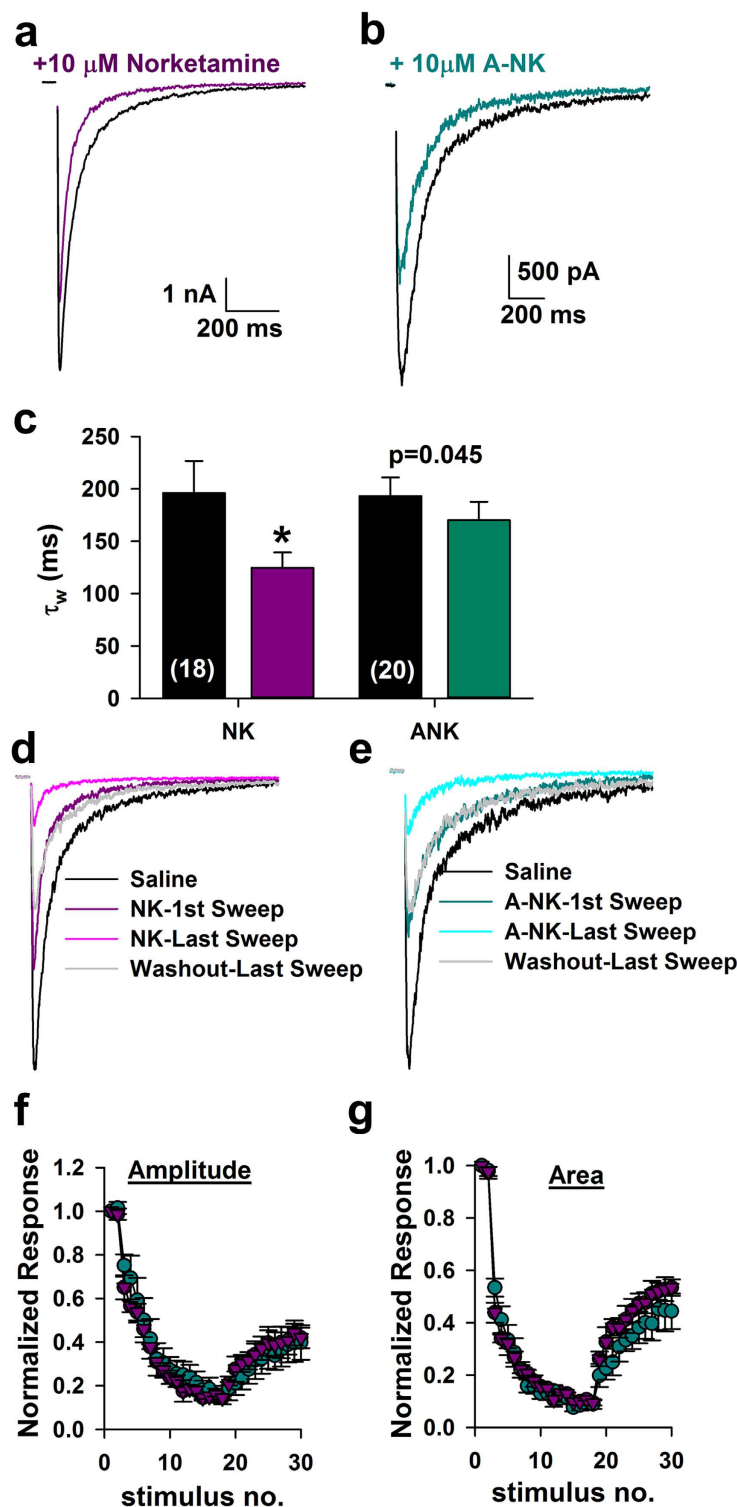 a
+10 μM Norketamine
1 nA
200 ms
b
+ 10μM A-NK
500 pA
200 ms
c
250
200
150
100
50
0
τw (ms)
*
p=0.045
(18)
(20)
NK
ANK
d
Saline
NK-1st Sweep
NK-Last Sweep
Washout-Last Sweep
e
Saline
A-NK-1st Sweep
A-NK-Last Sweep
Washout-Last Sweep
f
Amplitude
Normalized Response
1.2
1.0
0.8
0.6
0.4
0.2
0.0
0
10
20
30
stimulus no.
g
Area
Normalized Response
1.0
0.8
0.6
0.4
0.2
0.0
0
10
20
30
stimulus no.